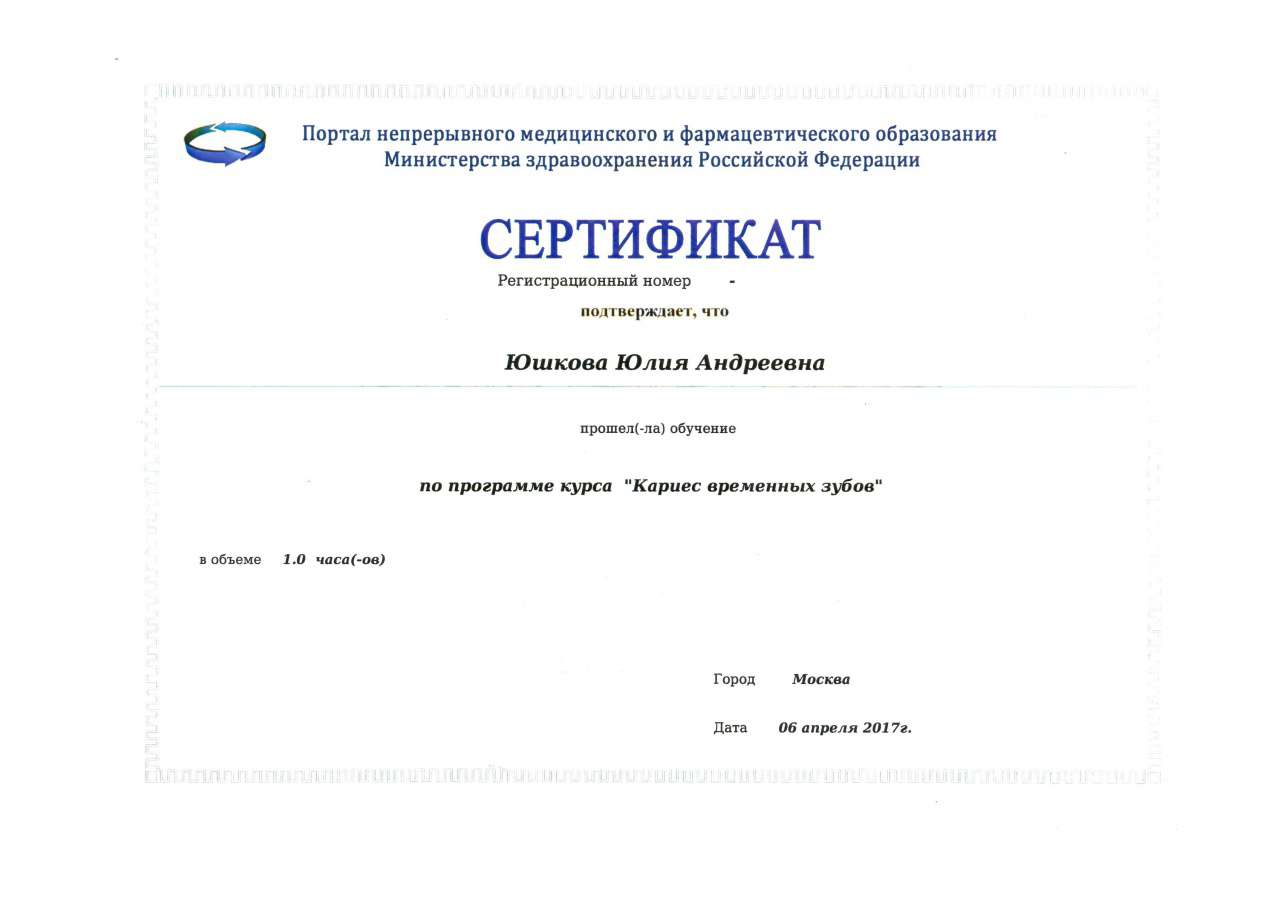 Портал непрерывного медицинского и фармацевтического образования
Министерства здравоохранения Российской Федерации
СЕРТИФИКАТ
Регистрационный номер -
подтверждает, что
Юшкова Юлия Андреевна
прошел(-ла) обучение
по программе курса "Кариес временных зубов"
в объеме 1.0 часа(-ов)
Город Москва
Дата 06 апреля 2017г.